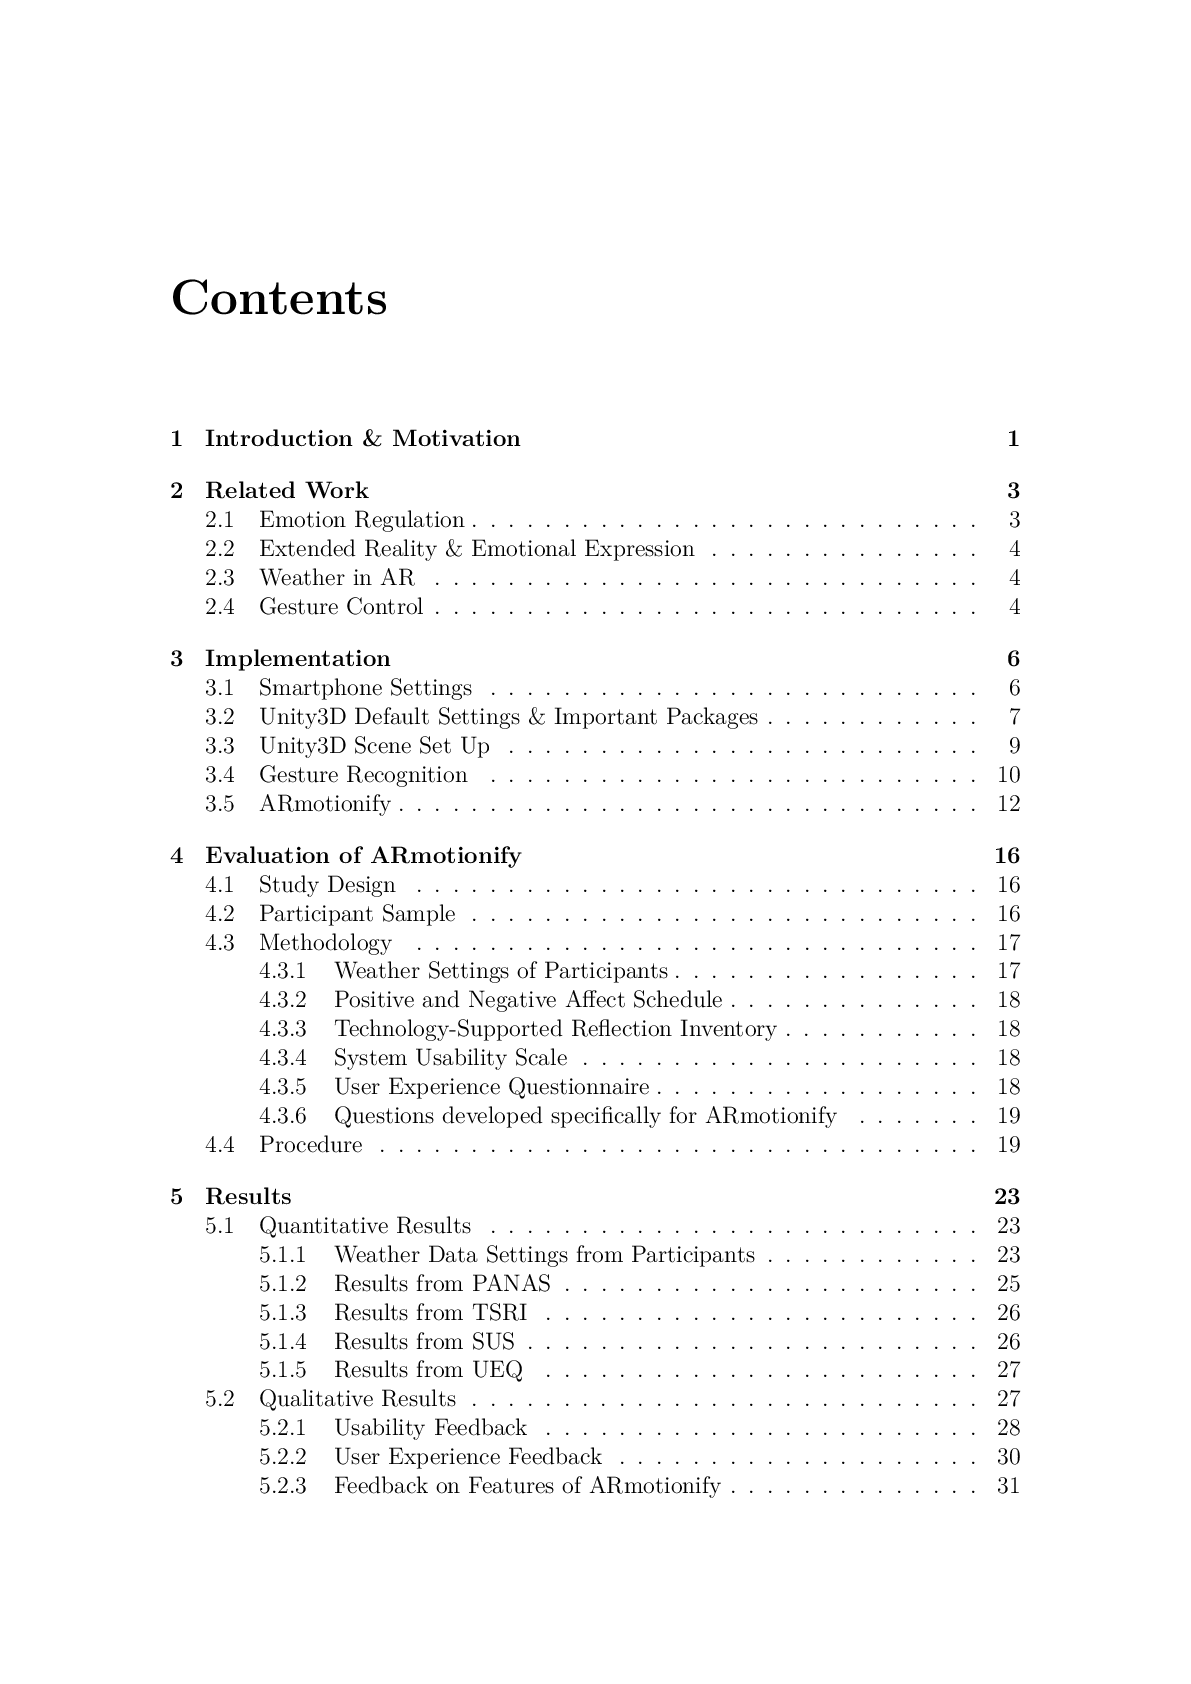 Contents
1 Introduction & Motivation 1
2 Related Work 3
2.1 Emotion Regulation . . . . . . . . . . . . . . . . . . . . . . . . . . . . 3
2.2 Extended Reality & Emotional Expression . . . . . . . . . . . . . . . 4
2.3 Weather in AR . . . . . . . . . . . . . . . . . . . . . . . . . . . . . . 4
2.4 Gesture Control . . . . . . . . . . . . . . . . . . . . . . . . . . . . . . 4
3 Implementation 6
3.1 Smartphone Settings . . . . . . . . . . . . . . . . . . . . . . . . . . . 6
3.2 Unity3D Default Settings & Important Packages . . . . . . . . . . . . 7
3.3 Unity3D Scene Set Up . . . . . . . . . . . . . . . . . . . . . . . . . . 9
3.4 Gesture Recognition . . . . . . . . . . . . . . . . . . . . . . . . . . . 10
3.5 ARmotionify . . . . . . . . . . . . . . . . . . . . . . . . . . . . . . . . 12
4 Evaluation of ARmotionify 16
4.1 Study Design . . . . . . . . . . . . . . . . . . . . . . . . . . . . . . . 16
4.2 Participant Sample . . . . . . . . . . . . . . . . . . . . . . . . . . . . 16
4.3 Methodology . . . . . . . . . . . . . . . . . . . . . . . . . . . . . . . 17
4.3.1 Weather Settings of Participants . . . . . . . . . . . . . . . . . 17
4.3.2 Positive and Negative Affect Schedule . . . . . . . . . . . . . . 18
4.3.3 Technology-Supported Reflection Inventory . . . . . . . . . . . 18
4.3.4 System Usability Scale . . . . . . . . . . . . . . . . . . . . . . 18
4.3.5 User Experience Questionnaire . . . . . . . . . . . . . . . . . . 18
4.3.6 Questions developed specifically for ARmotionify . . . . . . . 19
4.4 Procedure . . . . . . . . . . . . . . . . . . . . . . . . . . . . . . . . . 19
5 Results 23
5.1 Quantitative Results . . . . . . . . . . . . . . . . . . . . . . . . . . . 23
5.1.1 Weather Data Settings from Participants . . . . . . . . . . . . 23
5.1.2 Results from PANAS . . . . . . . . . . . . . . . . . . . . . . . 25
5.1.3 Results from TSRI . . . . . . . . . . . . . . . . . . . . . . . . 26
5.1.4 Results from SUS . . . . . . . . . . . . . . . . . . . . . . . . . 26
5.1.5 Results from UEQ . . . . . . . . . . . . . . . . . . . . . . . . 27
5.2 Qualitative Results . . . . . . . . . . . . . . . . . . . . . . . . . . . . 27
5.2.1 Usability Feedback . . . . . . . . . . . . . . . . . . . . . . . . 28
5.2.2 User Experience Feedback . . . . . . . . . . . . . . . . . . . . 30
5.2.3 Feedback on Features of ARmotionify . . . . . . . . . . . . . . 31